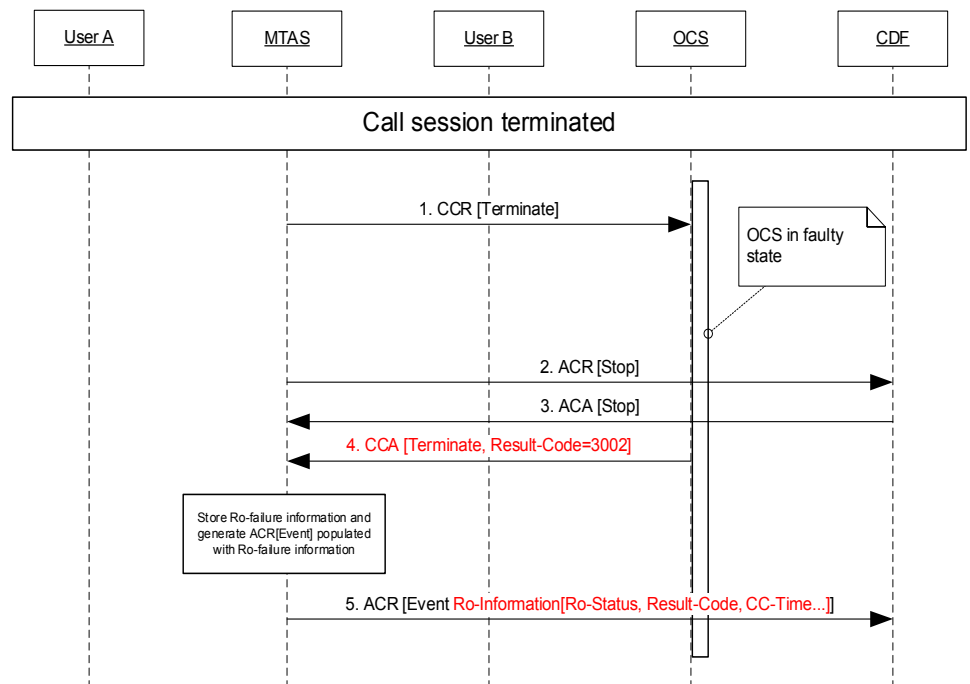 User A
MTAS
User B
OCS
CDF
Call session terminated
1. CCR [Terminate]
OCS in faulty
state
2. ACR [Stop]
3. ACA [Stop]
4. CCA [Terminate, Result-Code=3002]
Store Ro-failure information and
generate ACR[Event] populated
with Ro-failure information
5. ACR [Event Ro-Information[Ro-Status, Result-Code, CC-Time...]]